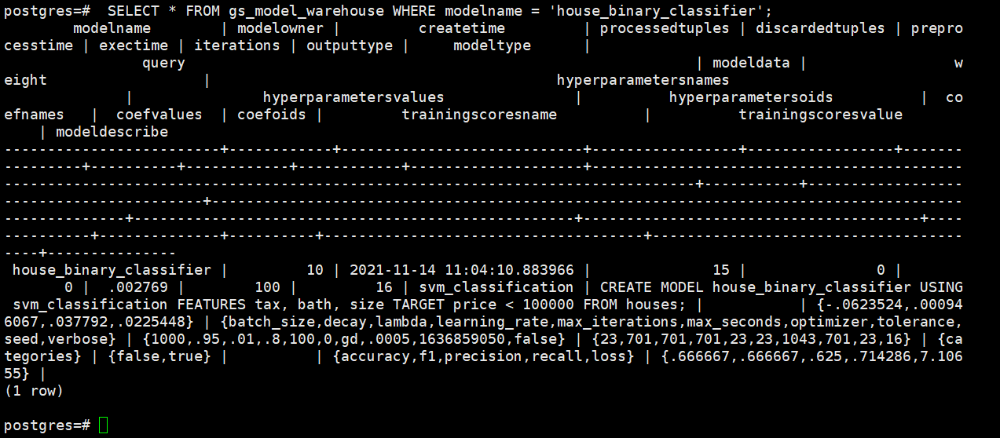 postgres=#  SELECT * FROM gs_model_warehouse WHERE modelname = 'house_binary_classifier';
        modelname        | modelowner |         createtime         | processedtuples | discardedtuples | prepro
cesstime | exectime | iterations | outputtype |     modeltype      |
                query                                                           | modeldata |                 w
eight                  |                                        hyperparametersnames
              |               hyperparametersvalues               |          hyperparametersoids          |  co
efnames   |  coefvalues  | coefoids |         trainingscoresname          |          trainingscoresvalue
    | modeldescribe
-------------------------+------------+----------------------------+-----------------+-----------------+-------
---------+----------+------------+------------+--------------------+-------------------------------------------
--------------------------------------------------------------------------------+-----------+------------------
-----------------------+---------------------------------------------------------------------------------------
--------------+---------------------------------------------------+---------------------------------------+----
----------+--------------+----------+-------------------------------------+------------------------------------
----+---------------
 house_binary_classifier |         10 | 2021-11-14 11:04:10.883966 |              15 |               0 |
       0 |  .002769 |        100 |         16 | svm_classification | CREATE MODEL house_binary_classifier USING
 svm_classification FEATURES tax, bath, size TARGET price < 100000 FROM houses; |           | {-.0623524,.00094
6067,.037792,.0225448} | {batch_size,decay,lambda,learning_rate,max_iterations,max_seconds,optimizer,tolerance,
seed,verbose} | {1000,.95,.01,.8,100,0,gd,.0005,1636859050,false} | {23,701,701,701,23,23,1043,701,23,16} | {ca
tegories} | {false,true} |          | {accuracy,f1,precision,recall,loss} | {.666667,.666667,.625,.714286,7.106
55} |
(1 row)
postgres=#